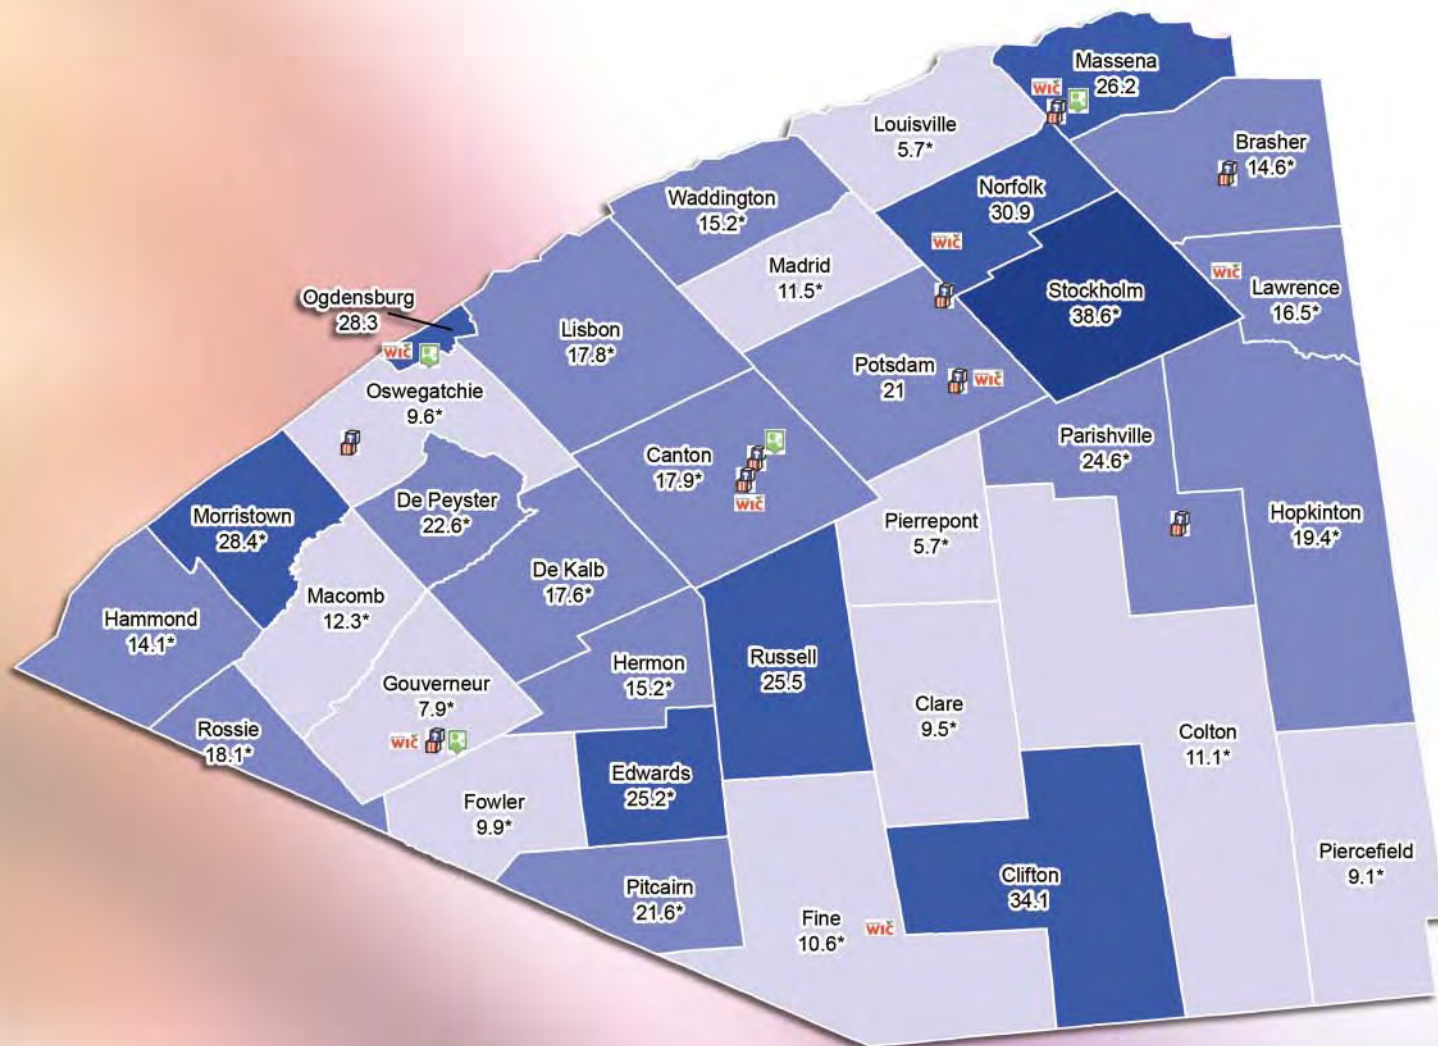 Massena
26.2
WIC
Louisville
5.7*
Brasher
14.6*
Waddington
15.2*
Norfolk
30.9
WIC
Madrid
11.5*
Stockholm
38.6*
WIC
Lawrence
16.5*
Ogdensburg
28.3
WIC
Lisbon
17.8*
Potsdam
21
WIC
Oswegatchie
9.6*
Canton
17.9*
WIC
Parishville
24.6*
De Peyster
22.6*
Morristown
28.4*
Pierrepont
5.7*
Hopkinton
19.4*
De Kalb
17.6*
Macomb
12.3*
Hammond
14.1*
Hermon
15.2*
Russell
25.5
Gouverneur
7.9*
WIC
Clare
9.5*
Rossie
18.1*
Colton
11.1*
Edwards
25.2*
Fowler
9.9*
Piercefield
9.1*
Clifton
34.1
Pitcairn
21.6*
Fine
10.6*
WIC